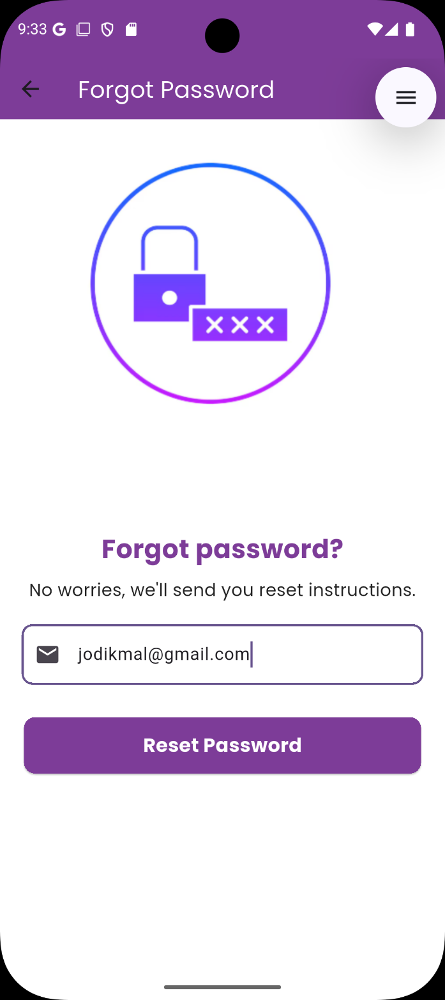 9:33
Forgot Password
XXX
Forgot password?
No worries, we'll send you reset instructions.
jodikmal@gmail.com
Reset Password